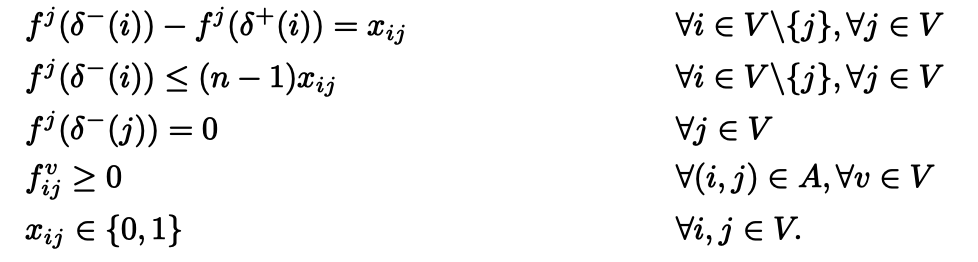 f^j(δ^−(i)) − f^j(δ^+(i)) = x_{ij} ∀i ∈ V\{j}, ∀j ∈ V
f^j(δ^−(i)) ≤ (n − 1)x_{ij} ∀i ∈ V\{j}, ∀j ∈ V
f^j(δ^−(j)) = 0 ∀j ∈ V
f^v_{ij} ≥ 0 ∀(i, j) ∈ A, ∀v ∈ V
x_{ij} ∈ {0, 1} ∀i, j ∈ V.